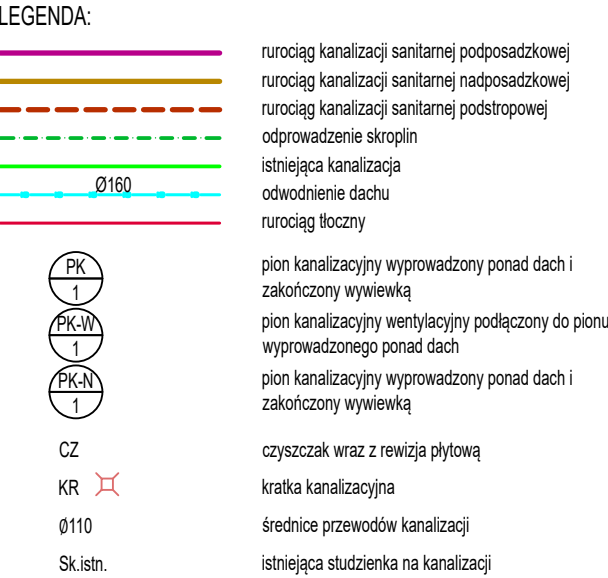 LEGENDA:
rurociąg kanalizacji sanitarnej podposadzkowej
rurociąg kanalizacji sanitarnej nadposadzkowej
rurociąg kanalizacji sanitarnej podstropowej
odprowadzenie skroplin
istniejąca kanalizacja
Ø160 odwodnienie dachu
rurociąg tłoczny
PK
1
pion kanalizacyjny wyprowadzony ponad dach i
zakończony wywiewką
PK-W
1
pion kanalizacyjny wentylacyjny podłączony do pionu
wyprowadzonego ponad dach
PK-N
1
pion kanalizacyjny wyprowadzony ponad dach i
zakończony wywiewką
CZ czyszczak wraz z rewizja płytową
KR kratka kanalizacyjna
Ø110 średnice przewodów kanalizacji
Sk.istn. istniejąca studzienka na kanalizacji